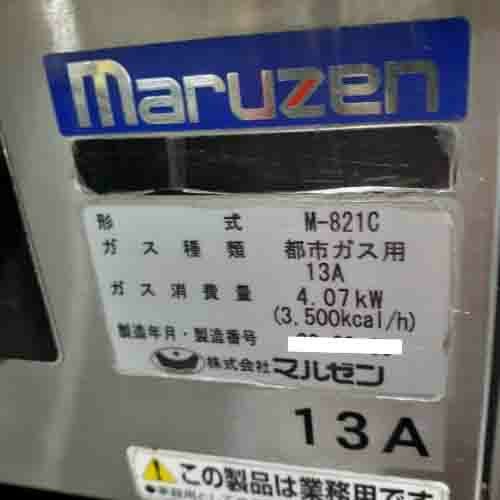 maruzen
形 式 M-821C
ガス種類 都市ガス用
13A
ガス消費量 4.07kW
(3,500kcal/h)
製造年月・製造番号
株式会社マルゼン
13A
この製品は業務用です